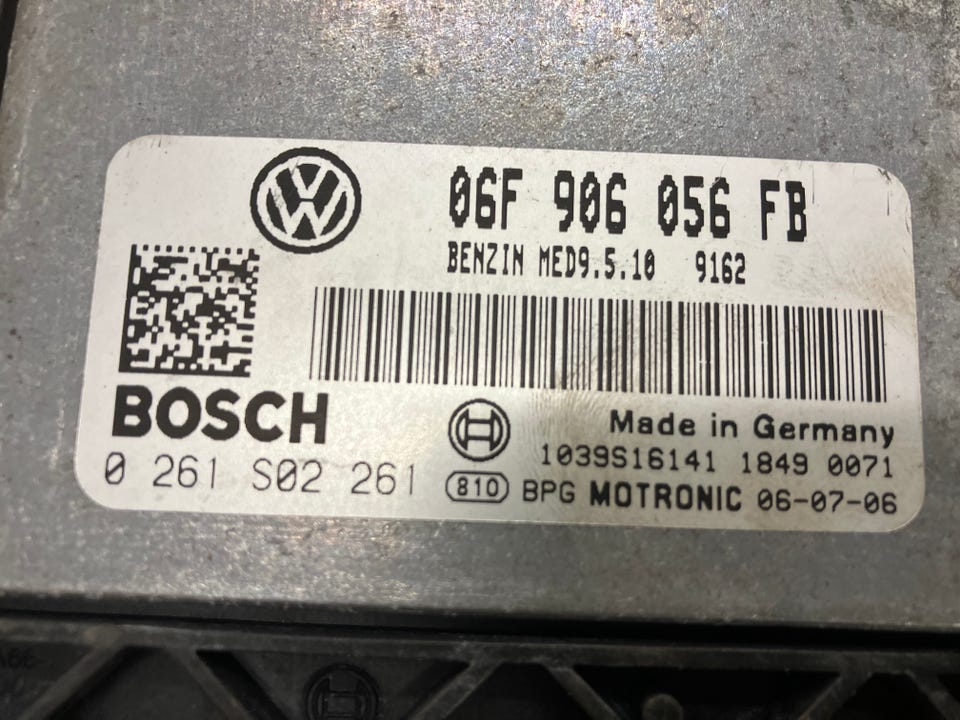 06F 906 056 FB
BENZIN MED9.5.10 9162
BOSCH
Made in Germany
0 261 S02 261
1039S16141 1849 0071
810 BPG MOTRONIC 06-07-06